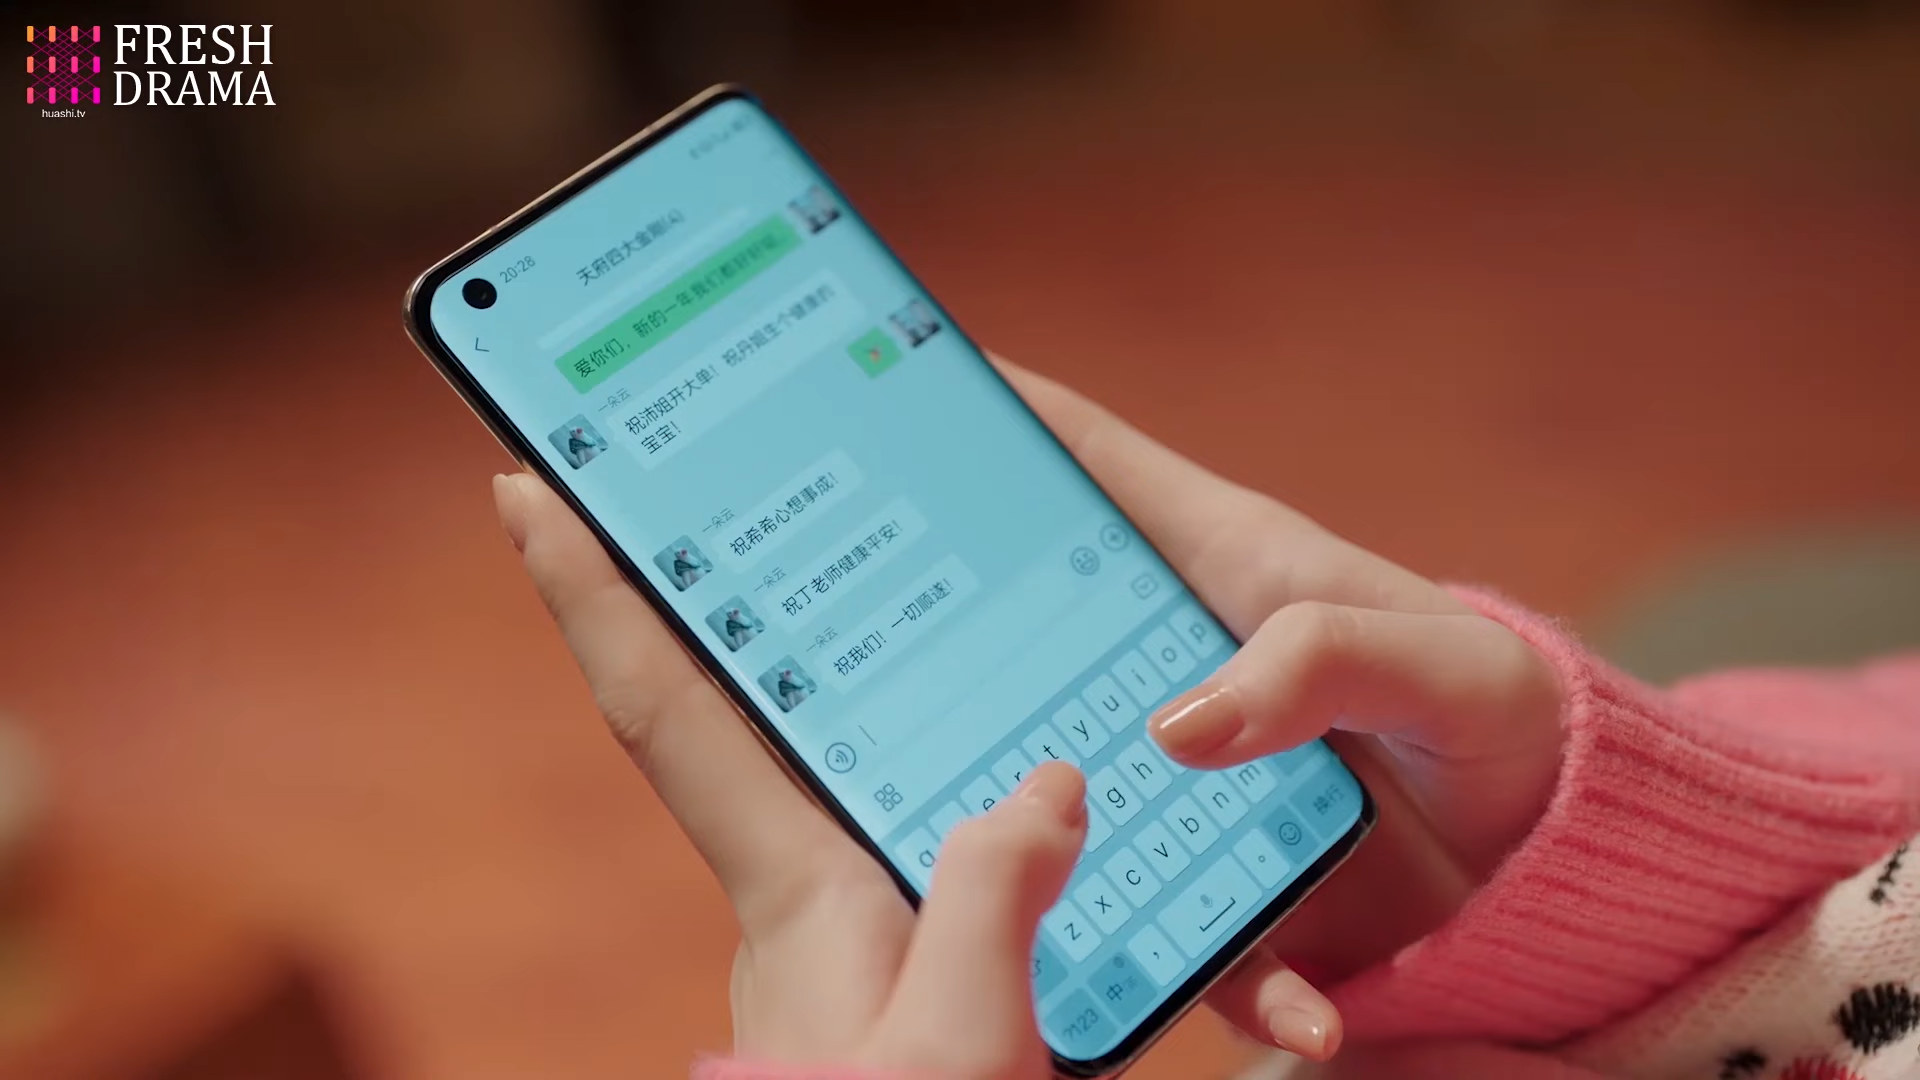 FRESH
DRAMA
huashi.tv
20:28
天府四大金刚(4)
爱你们，新的一年我们都好好
一朵云
祝沛姐开大单！祝丹姐生个健康的
宝宝！
一朵云
祝希希心想事成！
一朵云
祝丁老师健康平安！
一朵云
祝我们！一切顺遂！
q e r t y u i o p
g h
z x c v b n m
换行
?123 中 , 。